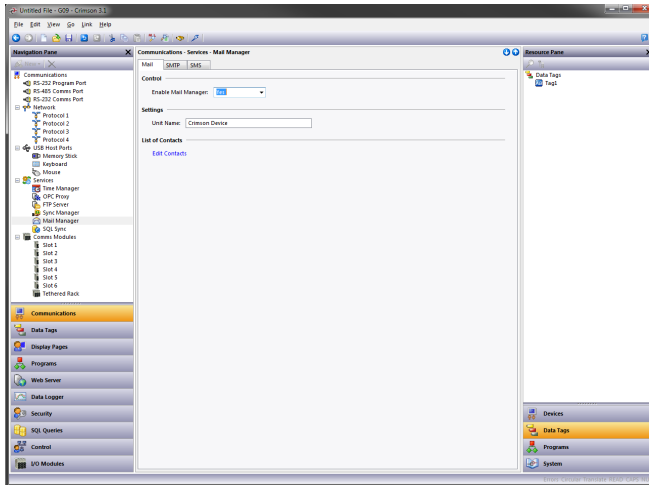 Untitled File - G09 - Crimson 3.1
File Edit View Go Link Help
Navigation Pane
Communications
RS-232 Program Port
RS-485 Comms Port
RS-232 Comms Port
Network
Protocol 1
Protocol 2
Protocol 3
Protocol 4
USB Host Ports
Memory Stick
Keyboard
Mouse
Services
Time Manager
OPC Proxy
FTP Server
Sync Manager
Mail Manager
SQL Sync
Comms Modules
Slot 1
Slot 2
Slot 3
Slot 4
Slot 5
Slot 6
Tethered Rack
Communications
Data Tags
Display Pages
Programs
Web Server
Data Logger
Security
SQL Queries
Control
I/O Modules
Communications - Services - Mail Manager
Mail SMTP SMS
Control
Enable Mail Manager: Yes
Settings
Unit Name: Crimson Device
List of Contacts
Edit Contacts
Resource Pane
Data Tags
Tag1
Devices
Data Tags
Programs
System
Errors Circular Translate READ CAPS